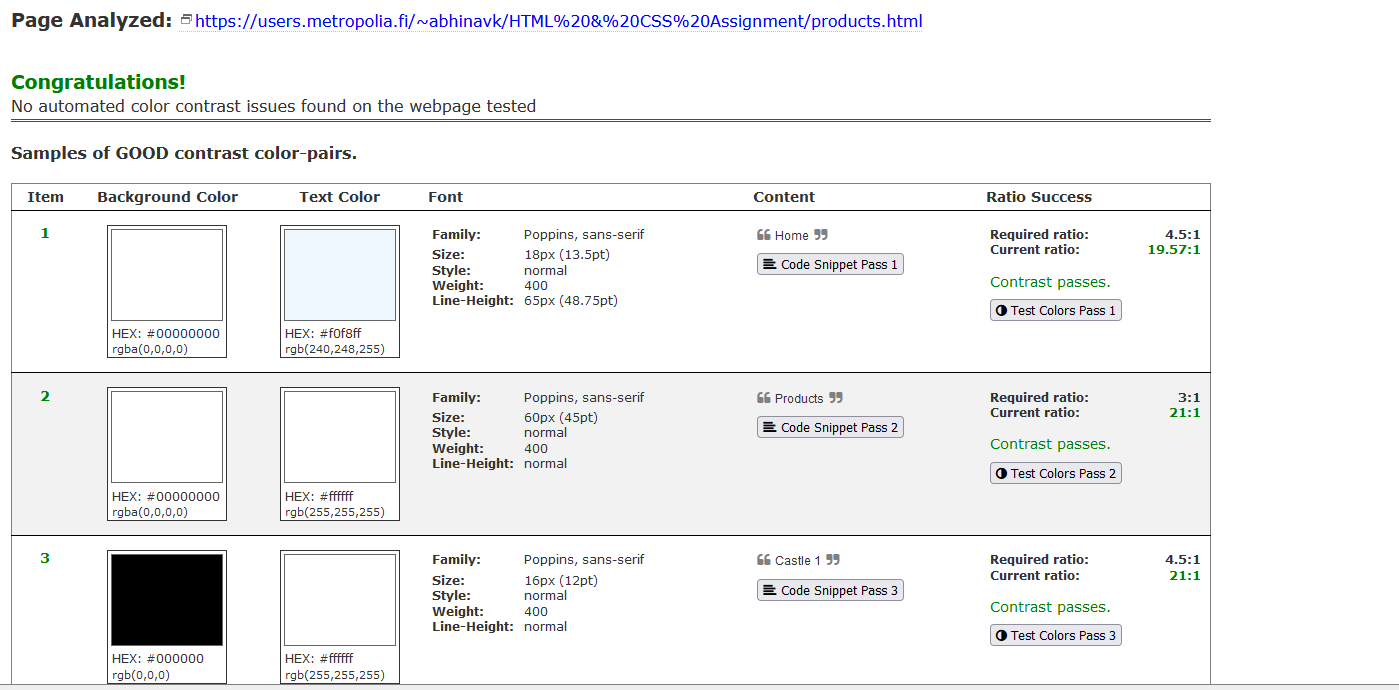 Page Analyzed: https://users.metropolia.fi/~abhinavk/HTML%20&%20CSS%20Assignment/products.html
Congratulations!
No automated color contrast issues found on the webpage tested
Samples of GOOD contrast color-pairs.
Item Background Color Text Color Font Content Ratio Success
1
HEX: #00000000
rgba(0,0,0,0)
HEX: #f0f8ff
rgb(240,248,255)
Family: Poppins, sans-serif
Size: 18px (13.5pt)
Style: normal
Weight: 400
Line-Height: 65px (48.75pt)
❝ Home ❞
Code Snippet Pass 1
Required ratio: 4.5:1
Current ratio: 19.57:1
Contrast passes.
Test Colors Pass 1
2
HEX: #00000000
rgba(0,0,0,0)
HEX: #ffffff
rgb(255,255,255)
Family: Poppins, sans-serif
Size: 60px (45pt)
Style: normal
Weight: 400
Line-Height: normal
❝ Products ❞
Code Snippet Pass 2
Required ratio: 3:1
Current ratio: 21:1
Contrast passes.
Test Colors Pass 2
3
HEX: #000000
rgb(0,0,0)
HEX: #ffffff
rgb(255,255,255)
Family: Poppins, sans-serif
Size: 16px (12pt)
Style: normal
Weight: 400
Line-Height: normal
❝ Castle 1 ❞
Code Snippet Pass 3
Required ratio: 4.5:1
Current ratio: 21:1
Contrast passes.
Test Colors Pass 3